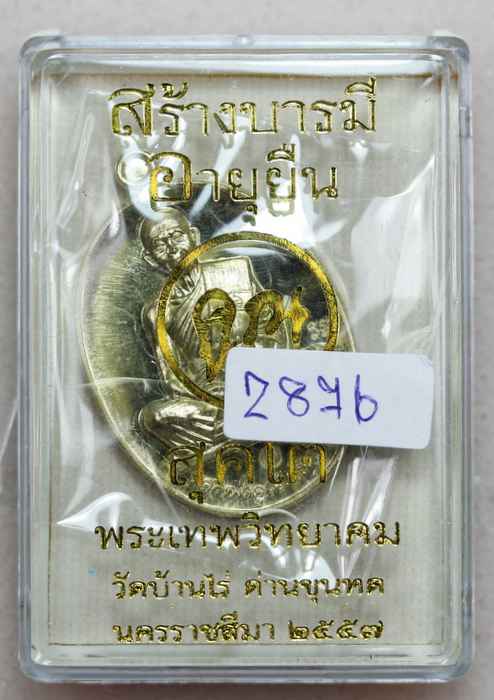 สร้างบารมี
อายุยืน
2876
สุคโต
พระเทพวิทยาคม
วัดบ้านไร่ ด่านขุนทด
นครราชสีมา ๒๕๕๗